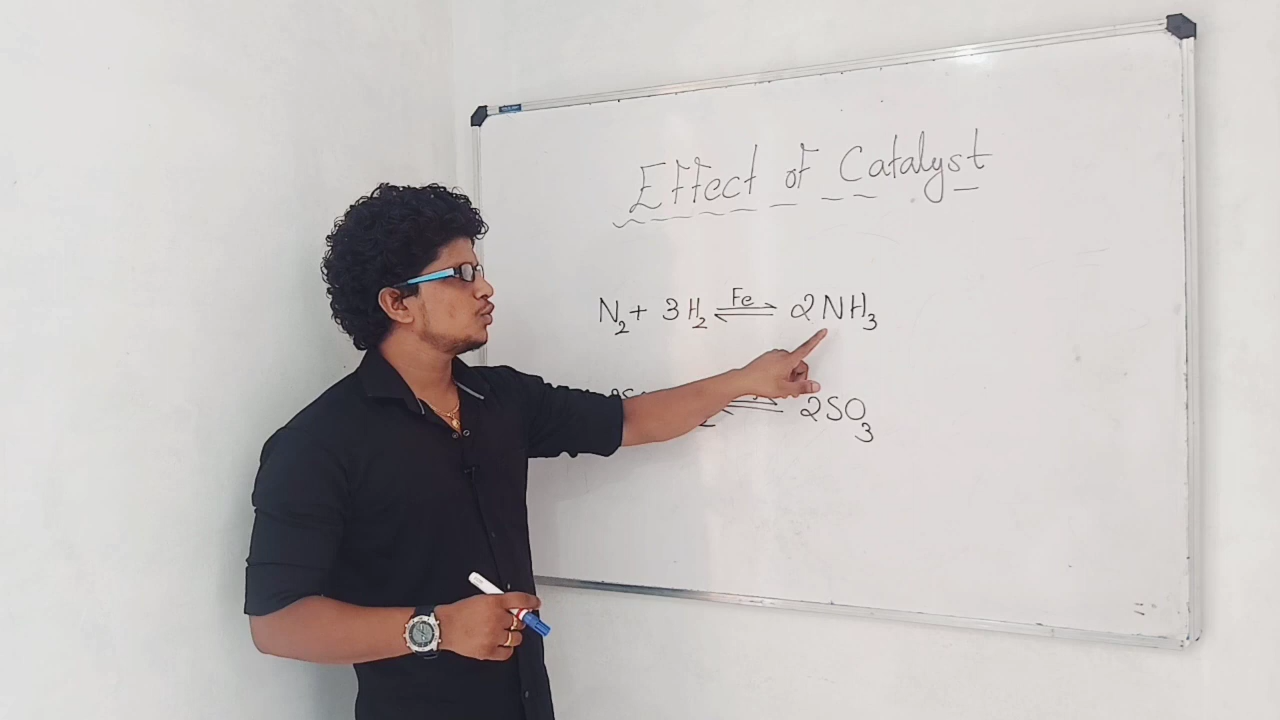 Effect of Catalyst
N₂ + 3H₂ ⇌ 2NH₃ Fe
2SO₃